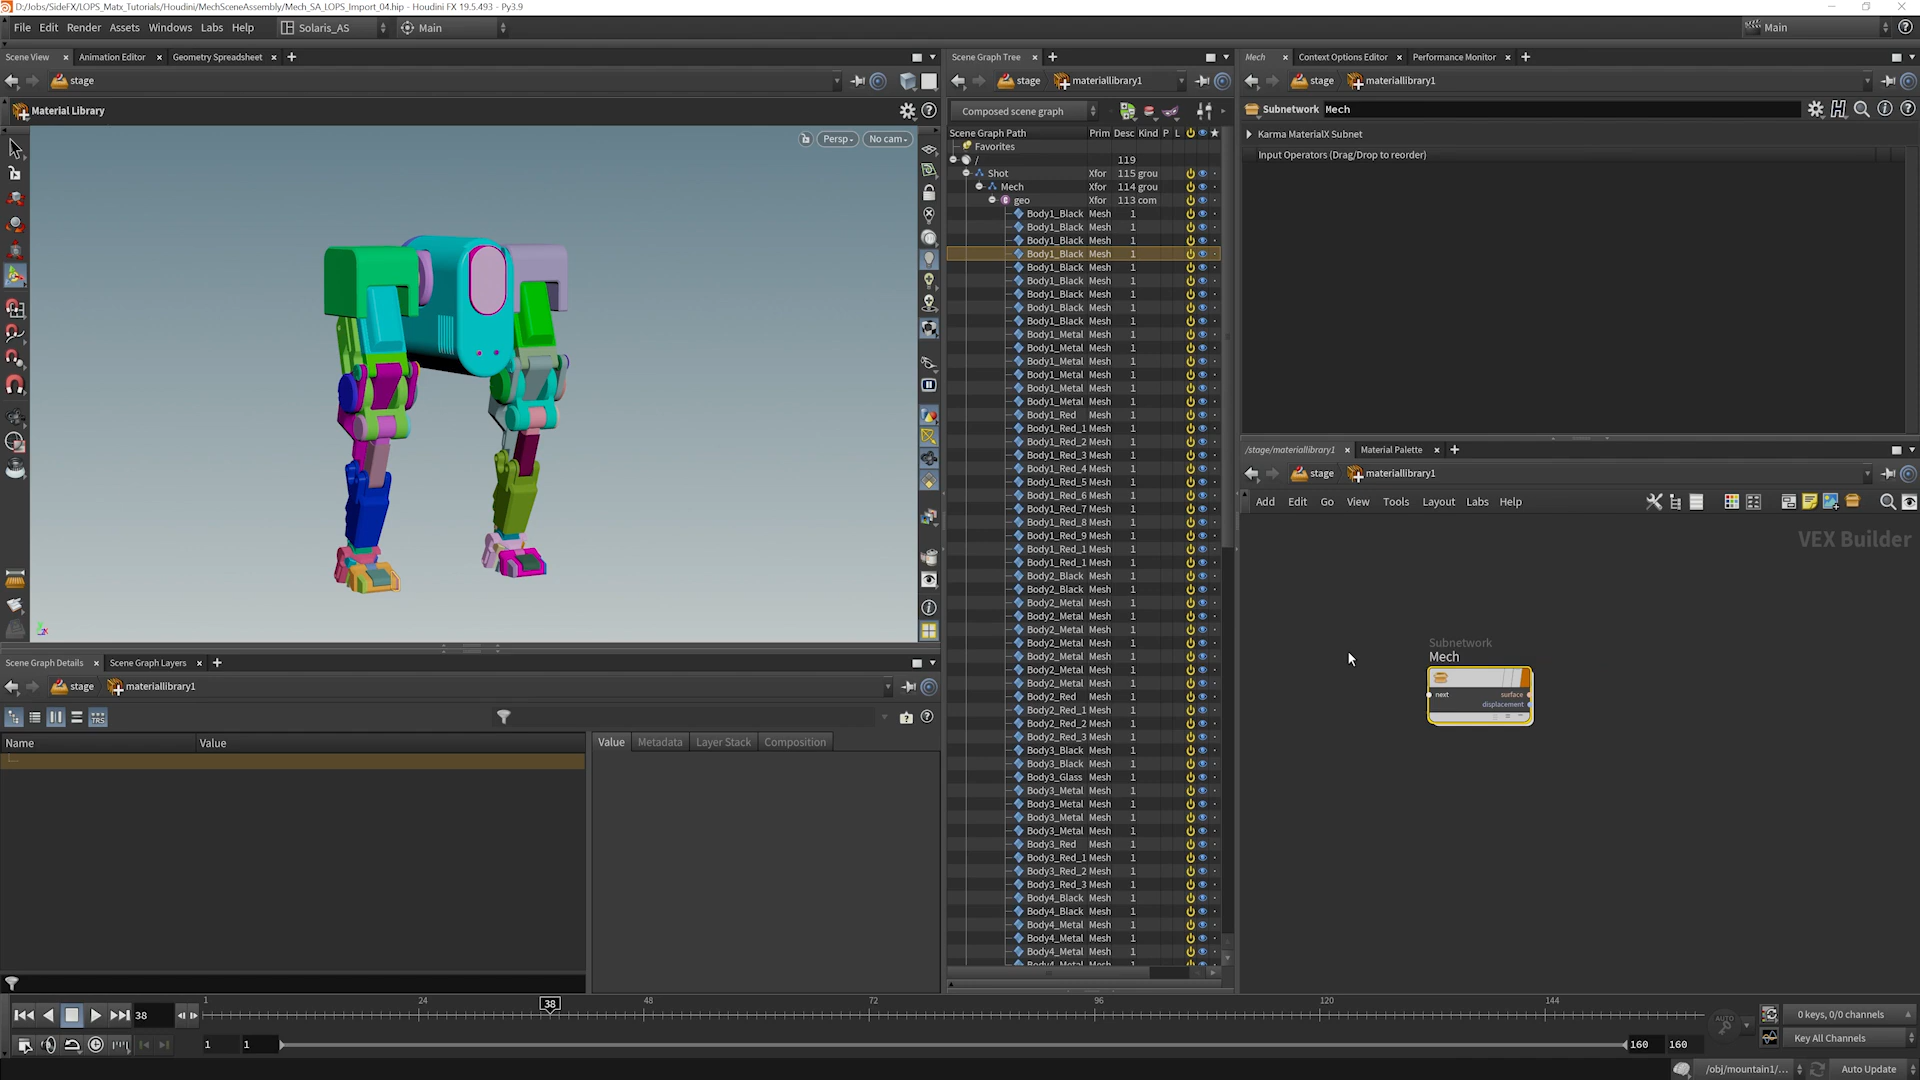 D:/Jobs/SideFX/LOPS_Matx_Tutorials/Houdini/MechSceneAssembly/Mech_SA_LOPS_Import_04.hip - Houdini FX 19.5.493 - Py3.9
File Edit Render Assets Windows Labs Help Solaris_AS Main Main
Scene View Animation Editor Geometry Spreadsheet
stage
Material Library
Persp No cam
Scene Graph Tree
stage materiallibrary1
Composed scene graph
Scene Graph Path Prim Desc Kind P L
Favorites
/ 119
Shot Xfor 115 grou
Mech Xfor 114 grou
geo Xfor 113 com
Body1_Black Mesh 1
Body1_Black Mesh 1
Body1_Black Mesh 1
Body1_Black Mesh 1
Body1_Black Mesh 1
Body1_Black Mesh 1
Body1_Black Mesh 1
Body1_Black Mesh 1
Body1_Black Mesh 1
Body1_Metal Mesh 1
Body1_Metal Mesh 1
Body1_Metal Mesh 1
Body1_Metal Mesh 1
Body1_Metal Mesh 1
Body1_Metal Mesh 1
Body1_Red Mesh 1
Body1_Red_1 Mesh 1
Body1_Red_2 Mesh 1
Body1_Red_3 Mesh 1
Body1_Red_4 Mesh 1
Body1_Red_5 Mesh 1
Body1_Red_6 Mesh 1
Body1_Red_7 Mesh 1
Body1_Red_8 Mesh 1
Body1_Red_9 Mesh 1
Body1_Red_1 Mesh 1
Body1_Red_1 Mesh 1
Body2_Black Mesh 1
Body2_Black Mesh 1
Body2_Metal Mesh 1
Body2_Metal Mesh 1
Body2_Metal Mesh 1
Body2_Metal Mesh 1
Body2_Metal Mesh 1
Body2_Metal Mesh 1
Body2_Metal Mesh 1
Body2_Red Mesh 1
Body2_Red_1 Mesh 1
Body2_Red_2 Mesh 1
Body2_Red_3 Mesh 1
Body3_Black Mesh 1
Body3_Black Mesh 1
Body3_Glass Mesh 1
Body3_Metal Mesh 1
Body3_Metal Mesh 1
Body3_Metal Mesh 1
Body3_Metal Mesh 1
Body3_Red Mesh 1
Body3_Red_1 Mesh 1
Body3_Red_2 Mesh 1
Body3_Red_3 Mesh 1
Body4_Black Mesh 1
Body4_Black Mesh 1
Body4_Metal Mesh 1
Body4_Metal Mesh 1
Body4_Metal Mesh 1
Body4_Metal Mesh
Mech Context Options Editor Performance Monitor
stage materiallibrary1
Subnetwork Mech
Karma MaterialX Subnet
Input Operators (Drag/Drop to reorder)
/stage/materiallibrary1 Material Palette
stage materiallibrary1
Add Edit Go View Tools Layout Labs Help
VEX Builder
Subnetwork
Mech
next surface
displacement
Scene Graph Details Scene Graph Layers
stage materiallibrary1
TRS
Name Value
Value Metadata Layer Stack Composition
1 24 38 48 72 96 120 144
38
1 1 160 160
AUTO
0 keys, 0/0 channels
Key All Channels
/obj/mountain1/... Auto Update